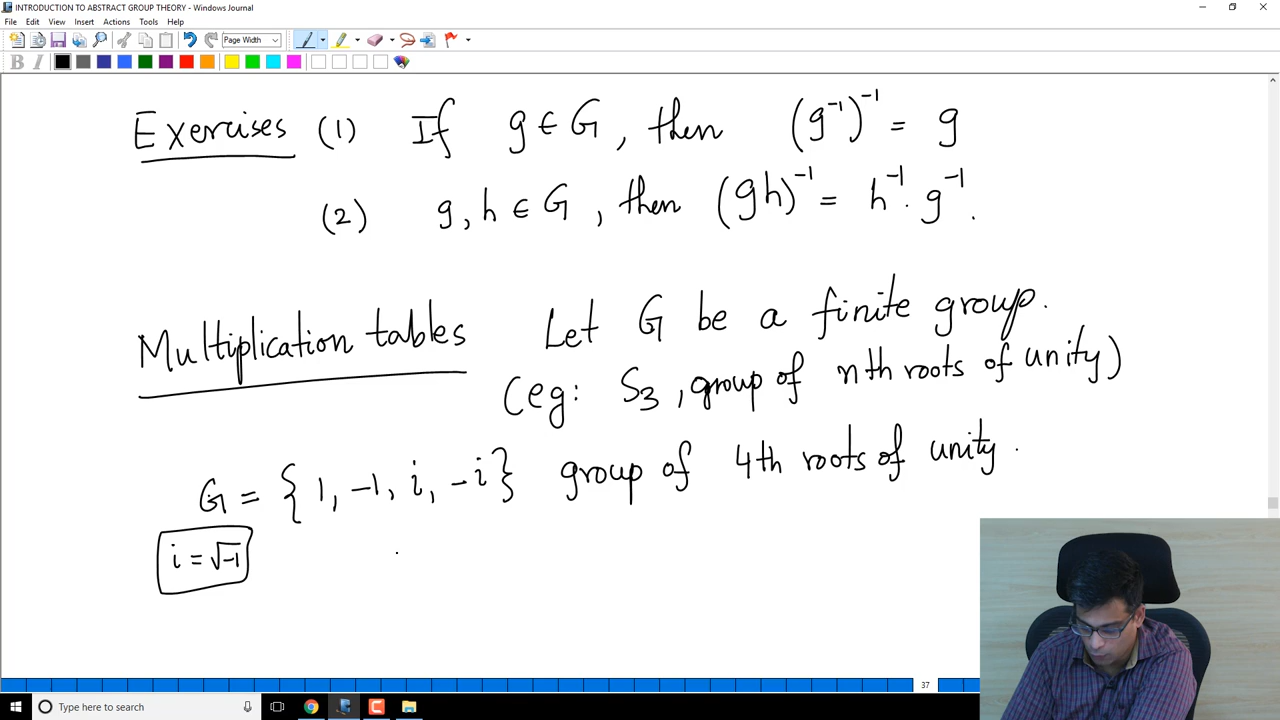 INTRODUCTION TO ABSTRACT GROUP THEORY - Windows Journal
File Edit View Insert Actions Tools Help
Page Width
B I
Exercises (1) If g ∈ G, then (g⁻¹)⁻¹ = g
(2) g, h ∈ G, then (gh)⁻¹ = h⁻¹ · g⁻¹.
Multiplication tables Let G be a finite group.
(eg: S₃, group of nth roots of unity)
G = {1, -1, i, -i} group of 4th roots of unity.
i = √-1
37
Type here to search